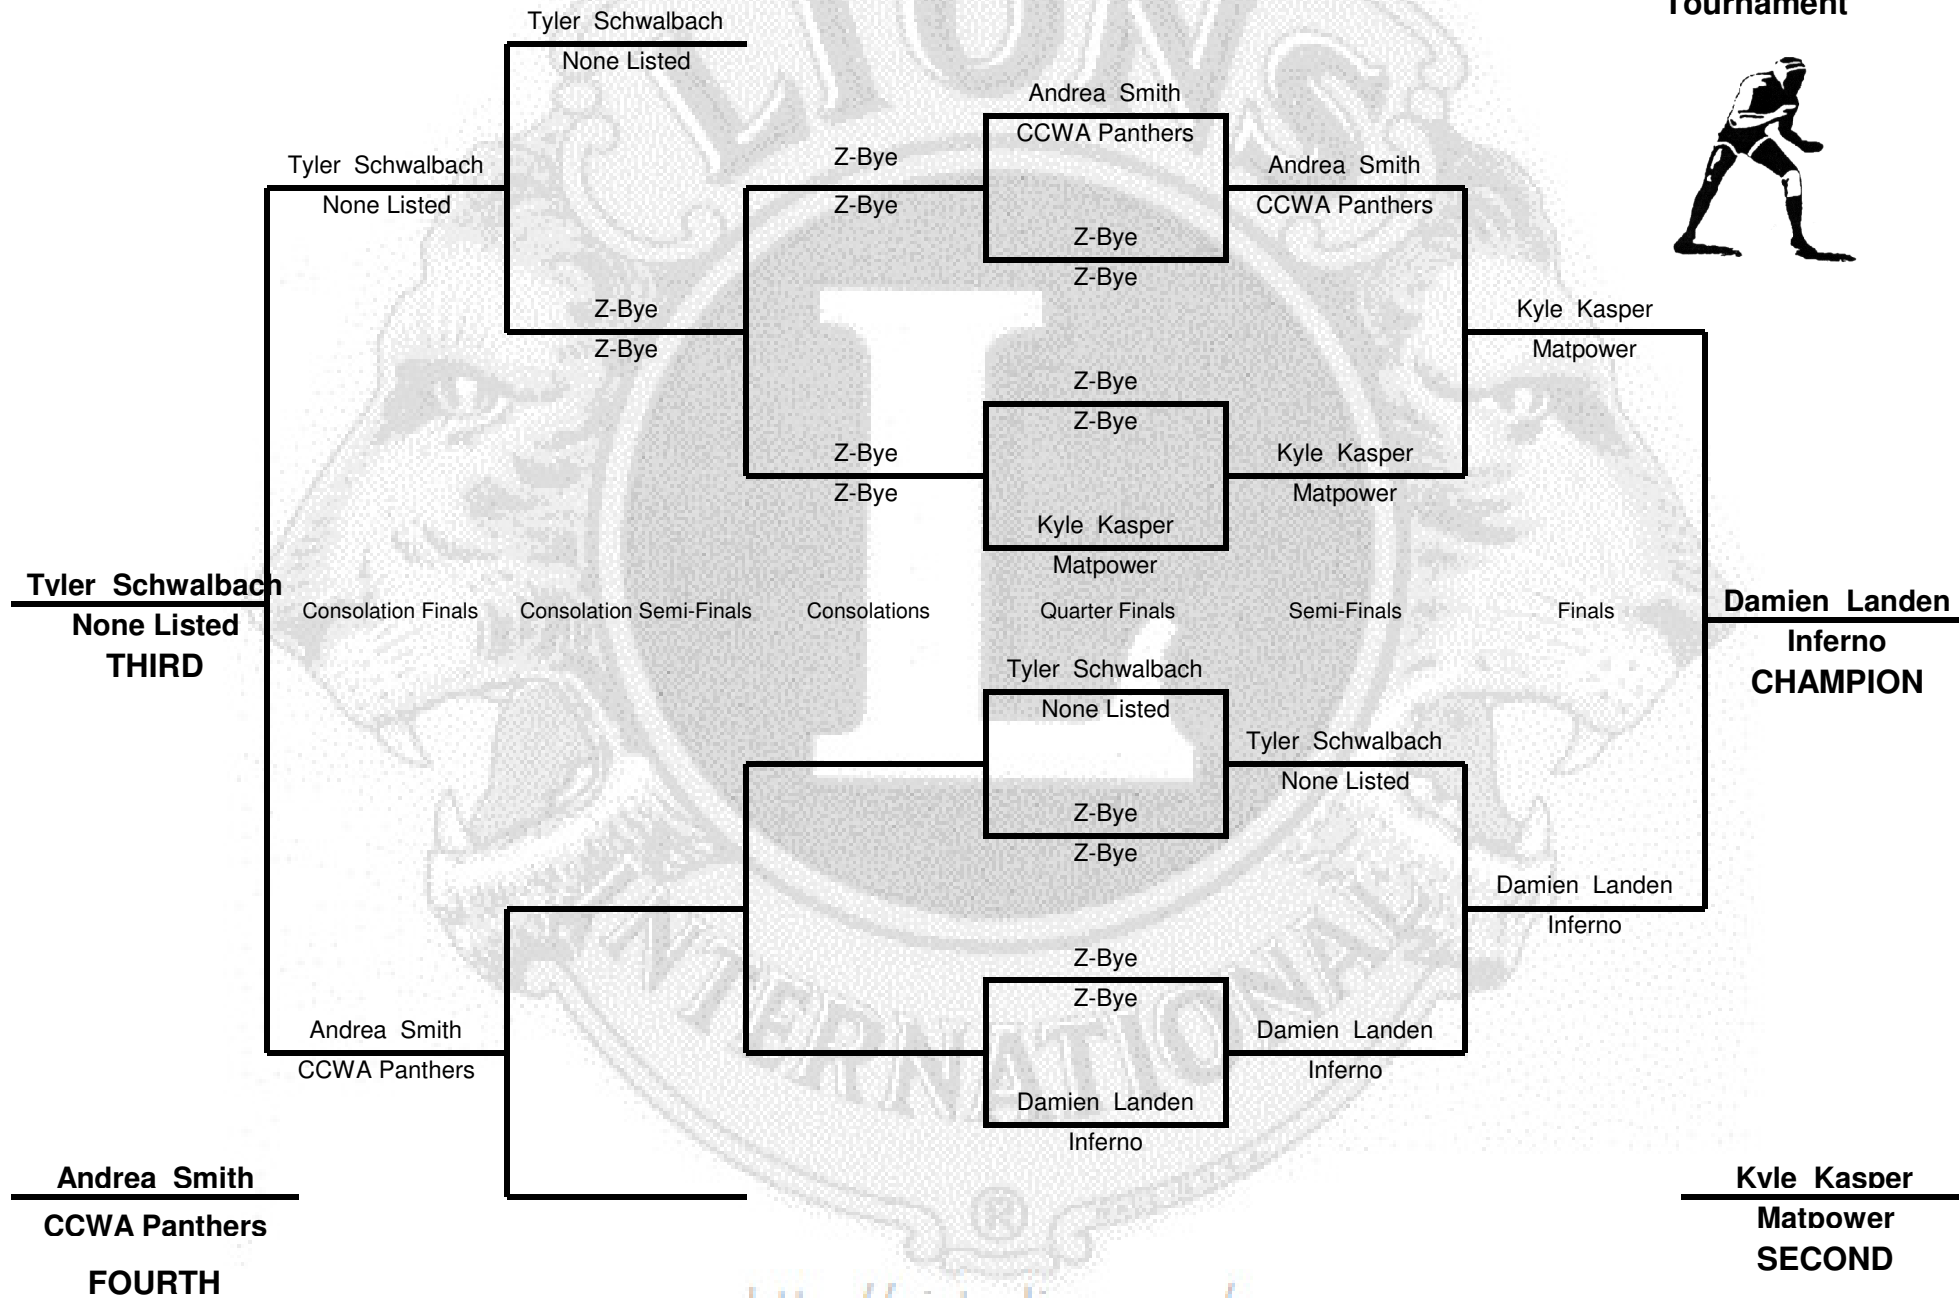 Tournament
Tyler Schwalbach
None Listed
Andrea Smith
CCWA Panthers
Z-Bye
Z-Bye
Tyler Schwalbach
None Listed
Andrea Smith
CCWA Panthers
Z-Bye
Z-Bye
Z-Bye
Z-Bye
Kyle Kasper
Matpower
Z-Bye
Z-Bye
Z-Bye
Z-Bye
Kyle Kasper
Matpower
Kyle Kasper
Matpower
Tyler Schwalbach
None Listed
THIRD
Consolation Finals
Consolation Semi-Finals
Consolations
Quarter Finals
Semi-Finals
Finals
Damien Landen
Inferno
CHAMPION
Tyler Schwalbach
None Listed
Tyler Schwalbach
None Listed
Z-Bye
Z-Bye
Damien Landen
Inferno
Z-Bye
Z-Bye
Andrea Smith
CCWA Panthers
Damien Landen
Inferno
Damien Landen
Inferno
Andrea Smith
CCWA Panthers
FOURTH
Kyle Kasper
Matpower
SECOND
LIONS
L
INTERNATIONAL
®